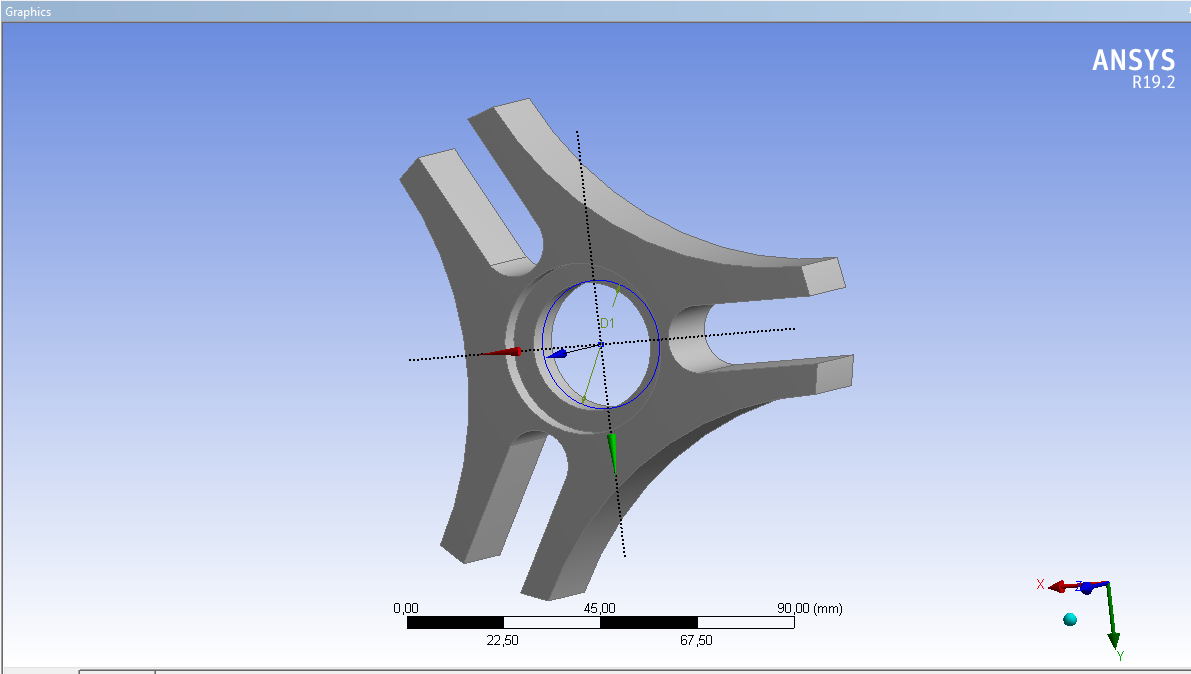 Graphics
ANSYS
R19.2
D1
X
Z
Y
0,00 45,00 90,00 (mm)
22,50 67,50